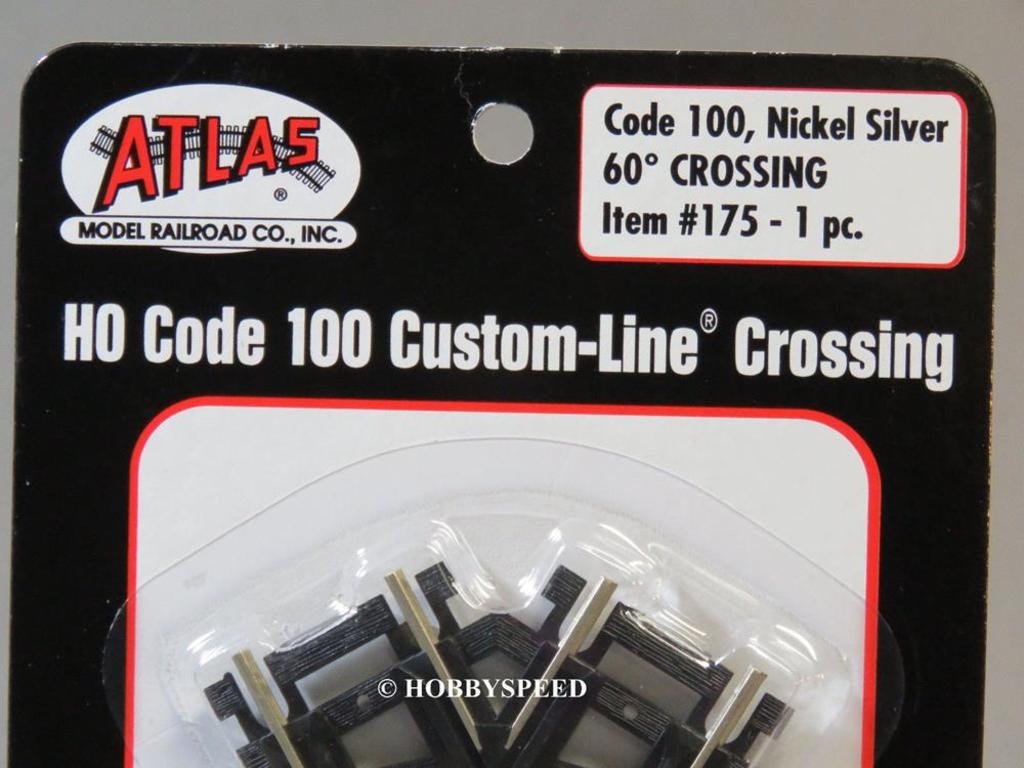 ATLAS
®
MODEL RAILROAD CO., INC.
Code 100, Nickel Silver
60° CROSSING
Item #175 - 1 pc.
HO Code 100 Custom-Line® Crossing
© HOBBYSPEED